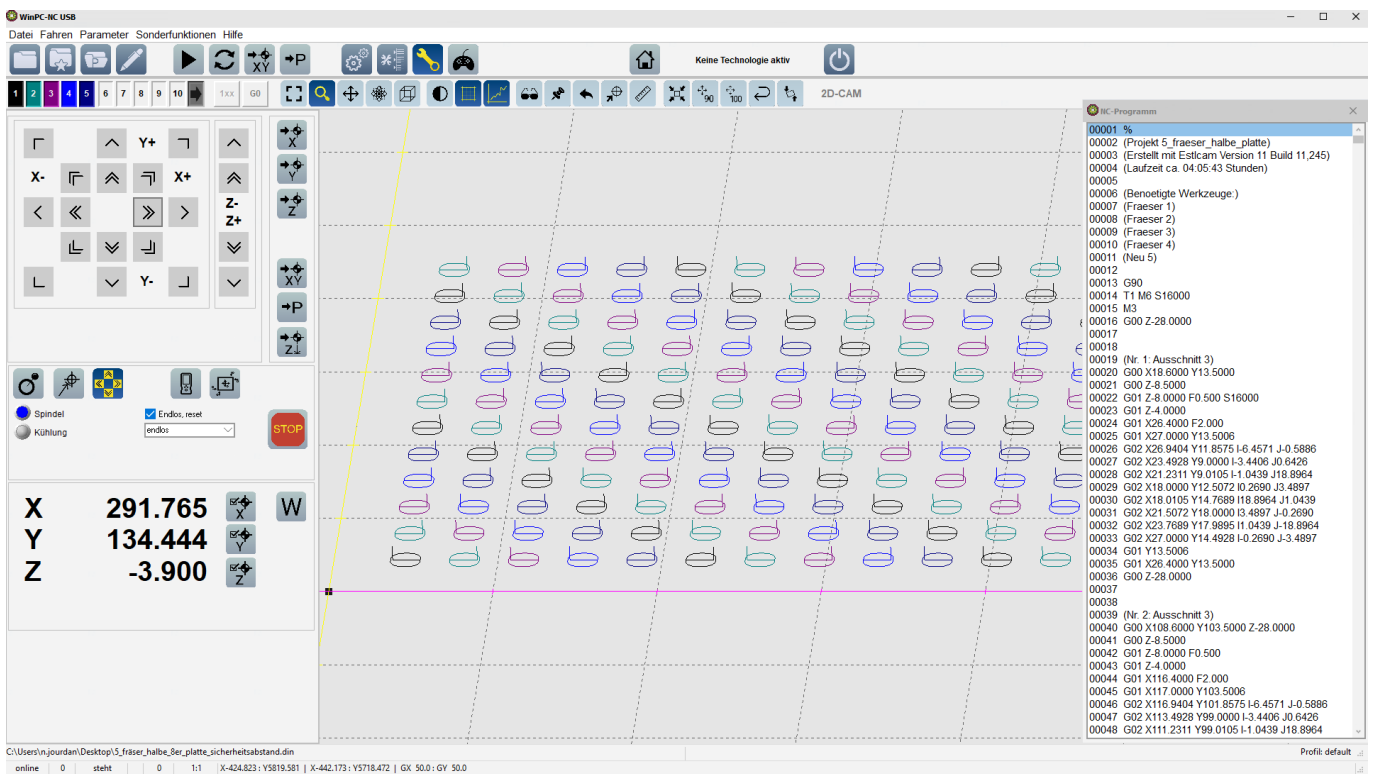 WinPC-NC USB
Datei Fahren Parameter Sonderfunktionen Hilfe
XY
P
Keine Technologie aktiv
1 2 3 4 5 6 7 8 9 10 1xx G0
90
100
2D-CAM
Y+
X- X+
Z-
Z+
Y-
X
Y
Z
XY
P
Z
Spindel
Kühlung
Endlos, reset
endlos
STOP
X 291.765 X W
Y 134.444 Y
Z -3.900 Z
NC-Programm
00001 %
00002 (Projekt 5_fraeser_halbe_platte)
00003 (Erstellt mit Estlcam Version 11 Build 11,245)
00004 (Laufzeit ca. 04:05:43 Stunden)
00005
00006 (Benoetigte Werkzeuge:)
00007 (Fraeser 1)
00008 (Fraeser 2)
00009 (Fraeser 3)
00010 (Fraeser 4)
00011 (Neu 5)
00012
00013 G90
00014 T1 M6 S16000
00015 M3
00016 G00 Z-28.0000
00017
00018
00019 (Nr. 1: Ausschnitt 3)
00020 G00 X18.6000 Y13.5000
00021 G00 Z-8.5000
00022 G01 Z-8.0000 F0.500 S16000
00023 G01 Z-4.0000
00024 G01 X26.4000 F2.000
00025 G01 X27.0000 Y13.5006
00026 G02 X26.9404 Y11.8575 I-6.4571 J-0.5886
00027 G02 X23.4928 Y9.0000 I-3.4406 J0.6426
00028 G02 X21.2311 Y9.0105 I-1.0439 J18.8964
00029 G02 X18.0000 Y12.5072 I0.2690 J3.4897
00030 G02 X18.0105 Y14.7689 I18.8964 J1.0439
00031 G02 X21.5072 Y18.0000 I3.4897 J-0.2690
00032 G02 X23.7689 Y17.9895 I1.0439 J-18.8964
00033 G02 X27.0000 Y14.4928 I-0.2690 J-3.4897
00034 G01 Y13.5006
00035 G01 X26.4000 Y13.5000
00036 G00 Z-28.0000
00037
00038
00039 (Nr. 2: Ausschnitt 3)
00040 G00 X108.6000 Y103.5000 Z-28.0000
00041 G00 Z-8.5000
00042 G01 Z-8.0000 F0.500
00043 G01 Z-4.0000
00044 G01 X116.4000 F2.000
00045 G01 X117.0000 Y103.5006
00046 G02 X116.9404 Y101.8575 I-6.4571 J-0.5886
00047 G02 X113.4928 Y99.0000 I-3.4406 J0.6426
00048 G02 X111.2311 Y99.0105 I-1.0439 J18.8964
C:\Users\n.jourdan\Desktop\5_fräser_halbe_8er_platte_sicherheitsabstand.din
Profil: default
online 0 steht 0 1:1 X-424.823 : Y5819.581 | X-442.173 : Y5718.472 | GX 50.0 : GY 50.0